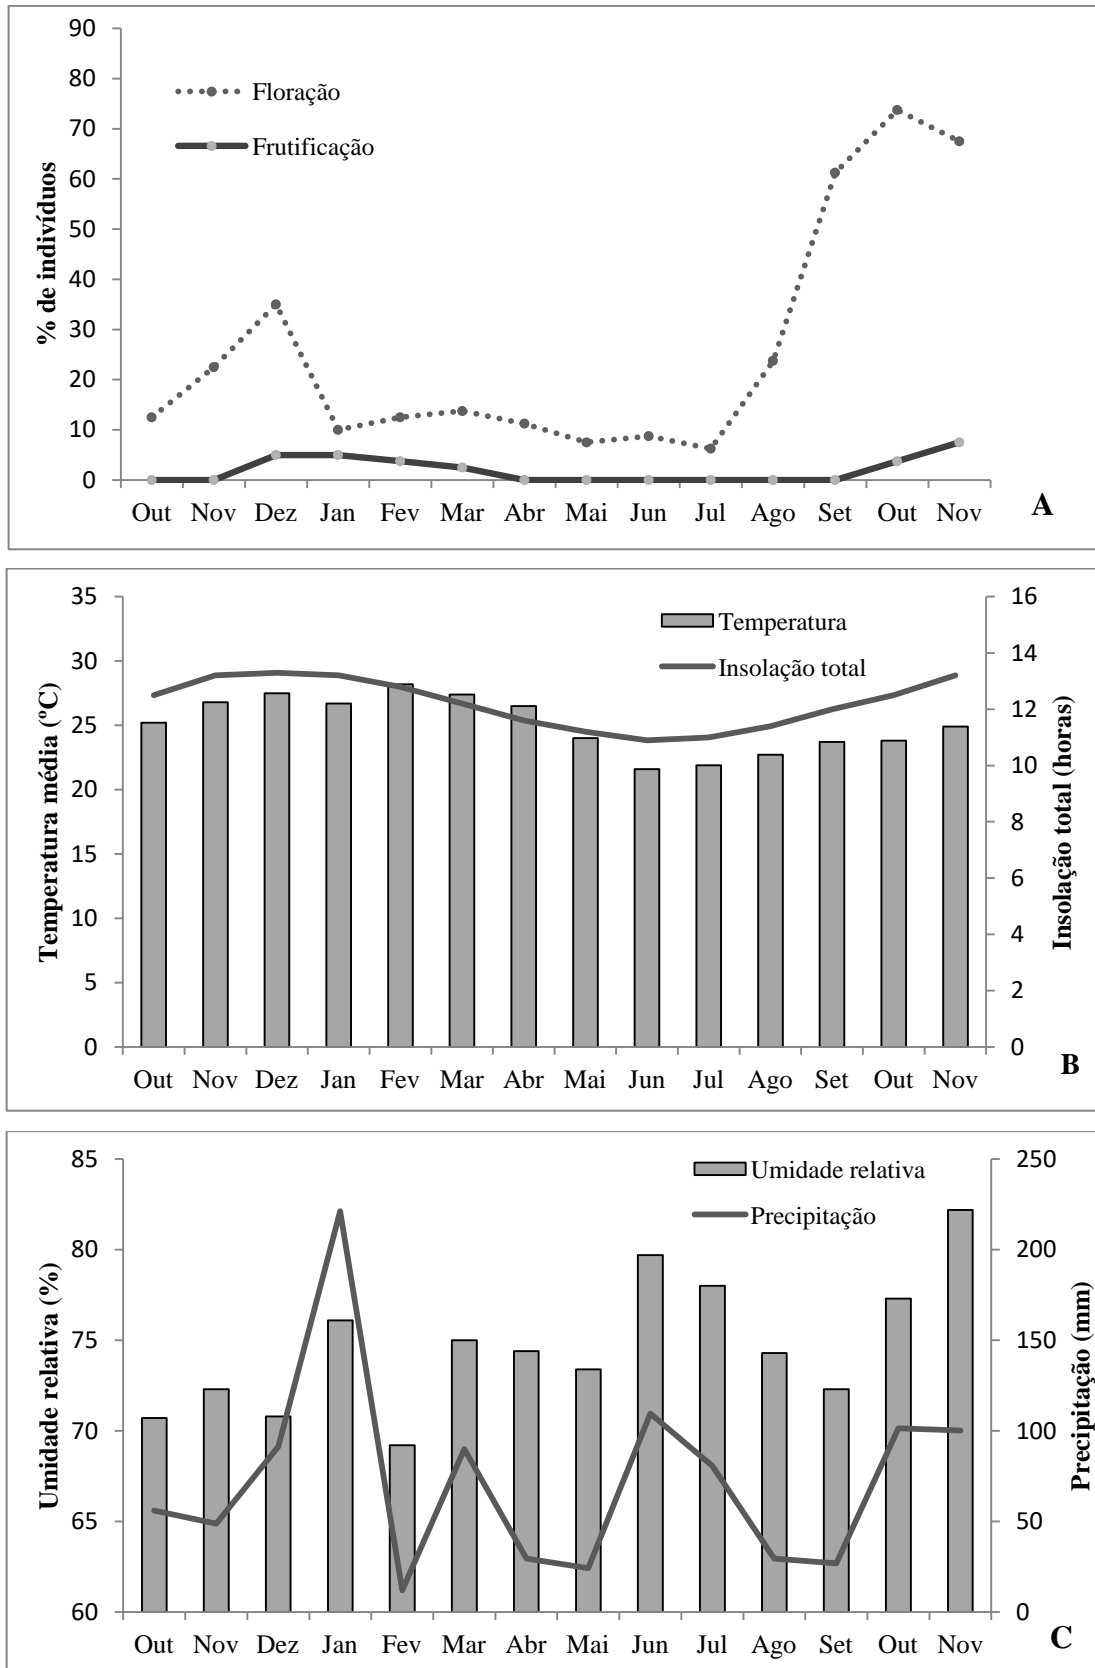 90
80
70
60
50
40
30
20
10
0
% de indivíduos
Floração
Frutificação
Out Nov Dez Jan Fev Mar Abr Mai Jun Jul Ago Set Out Nov
A
35
30
25
20
15
10
5
0
Temperatura média (ºC)
Temperatura
Insolação total
16
14
12
10
8
6
4
2
0
Insolação total (horas)
Out Nov Dez Jan Fev Mar Abr Mai Jun Jul Ago Set Out Nov
B
85
80
75
70
65
60
Umidade relativa (%)
Umidade relativa
Precipitação
250
200
150
100
50
0
Precipitação (mm)
Out Nov Dez Jan Fev Mar Abr Mai Jun Jul Ago Set Out Nov
C